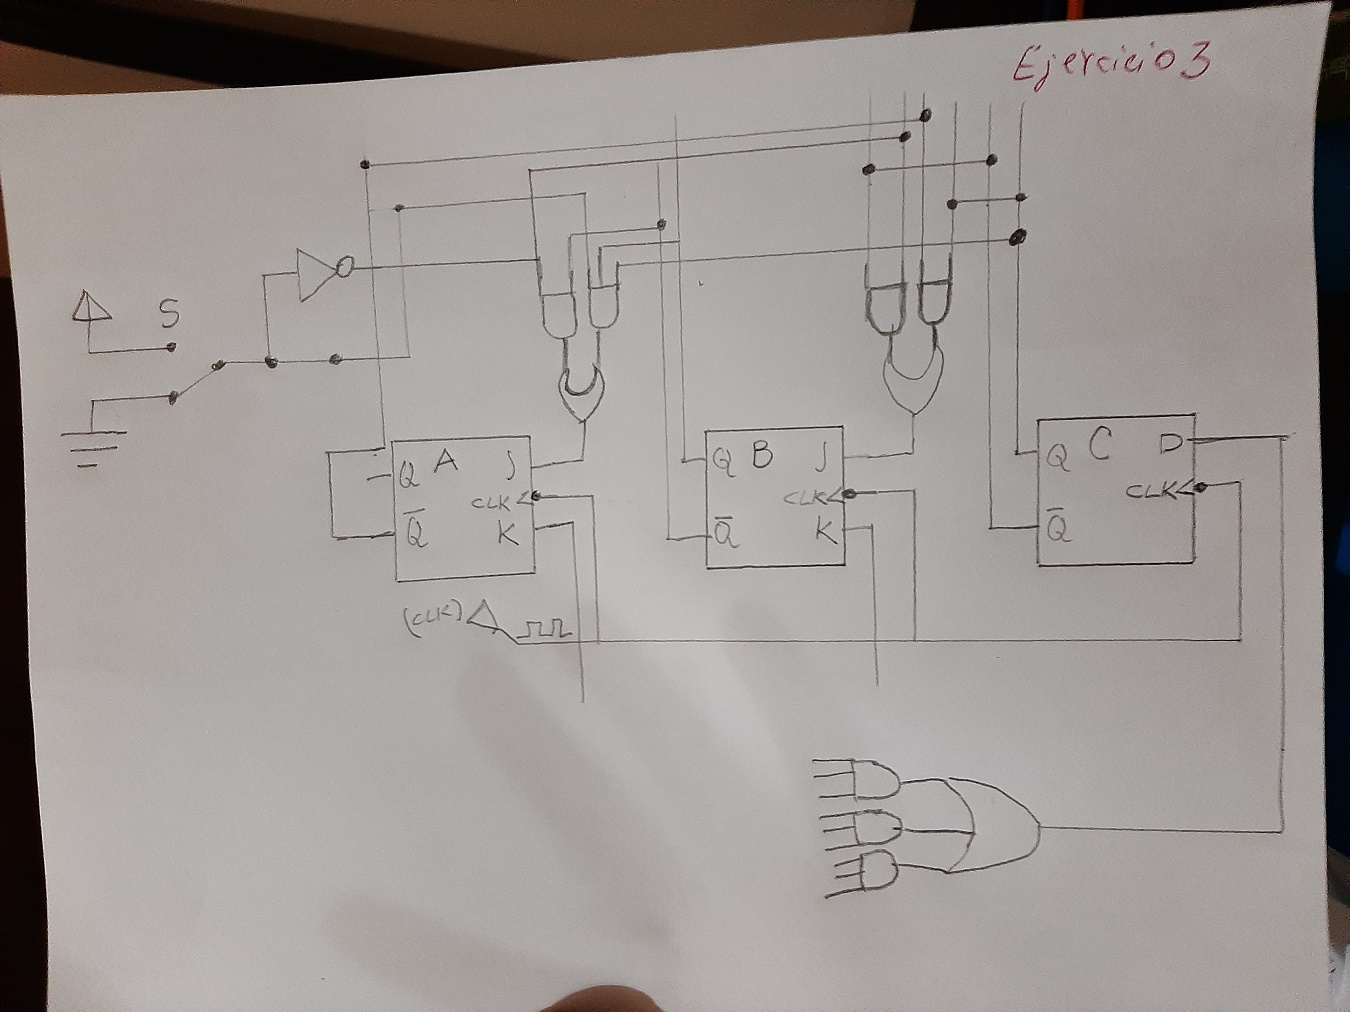 Ejercicio 3
S
Q A J
CLK
Q̅ K
Q B J
CLK
Q̅ K
Q C D
CLK
Q̅
(CLK)